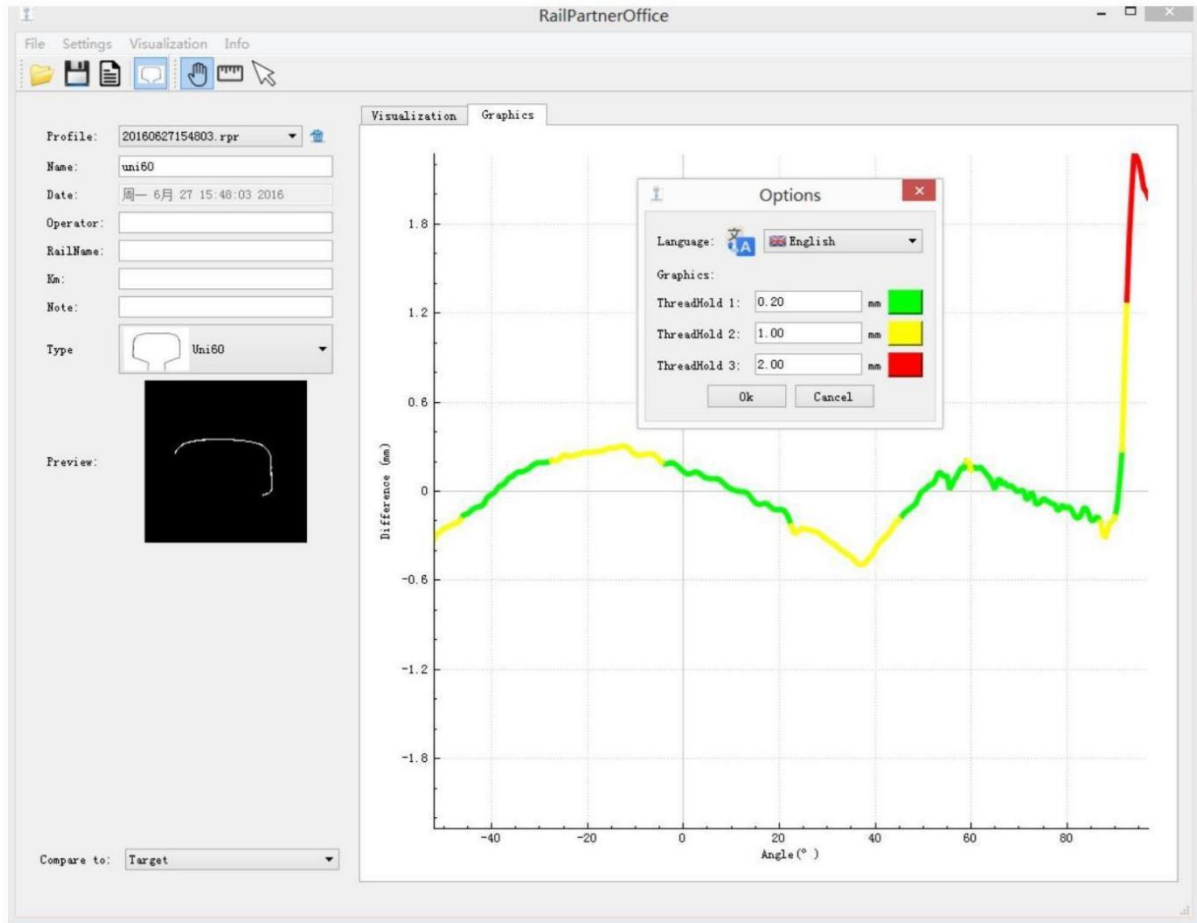 RailPartnerOffice
File Settings Visualization Info
Profile: 20160627154803.rpr
Name: uni60
Date: 周一 6月 27 15:48:03 2016
Operator:
RailName:
Km:
Note:
Type Uni60
Preview:
Compare to: Target
Visualization Graphics
Difference (mm)
1.8
1.2
0.6
0
-0.6
-1.2
-1.8
-40 -20 0 20 40 60 80
Angle(° )
Options
Language: 文 A English
Graphics:
ThreadHold 1: 0.20 mm
ThreadHold 2: 1.00 mm
ThreadHold 3: 2.00 mm
Ok Cancel